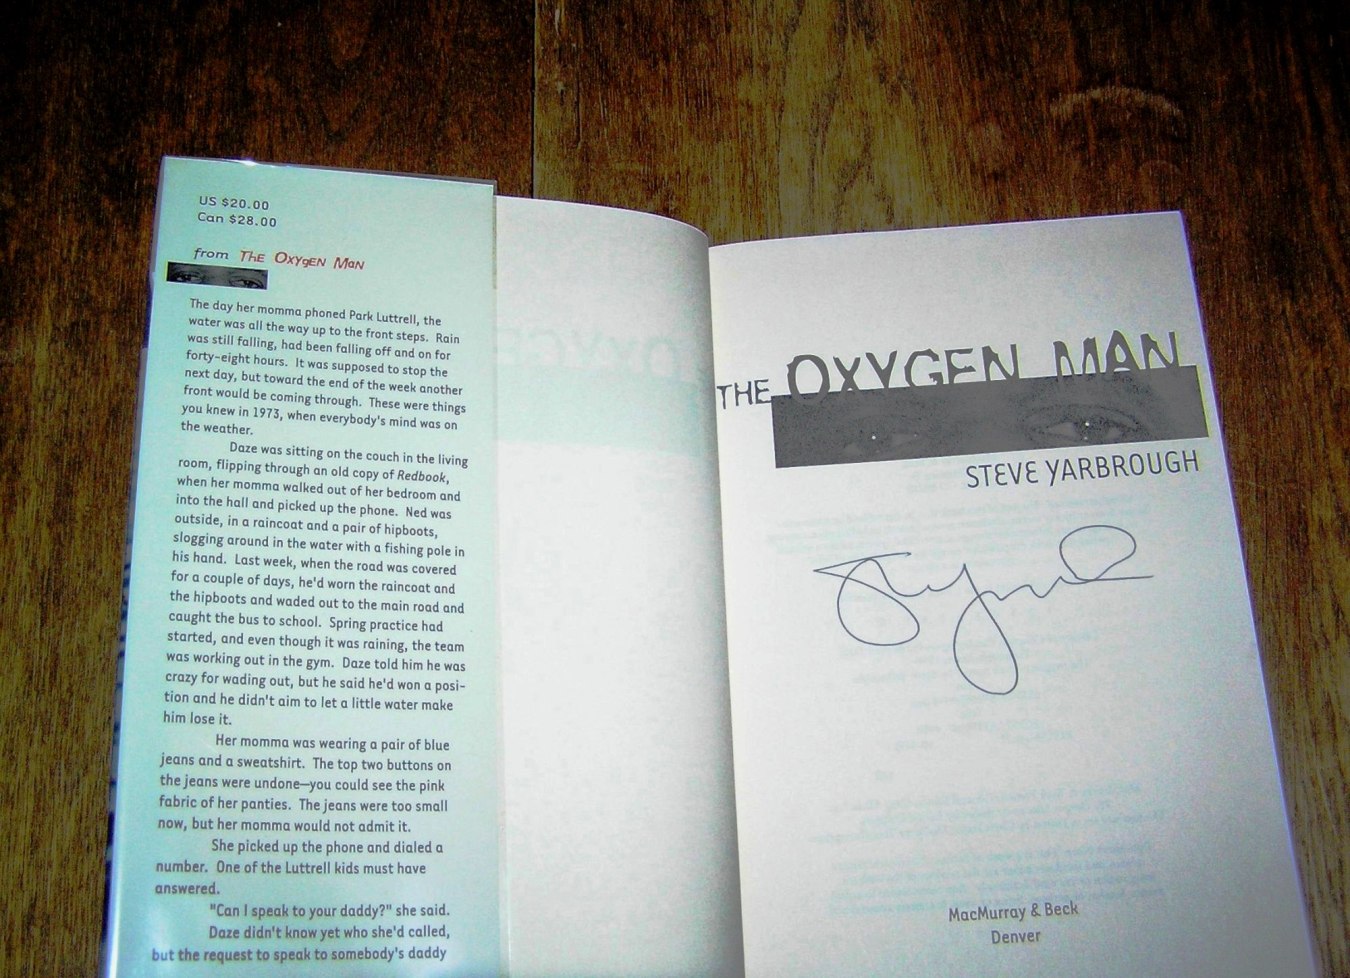 US $20.00
Can $28.00
from The Oxygen Man
The day her momma phoned Park Luttrell, the
water was all the way up to the front steps. Rain
was still falling, had been falling off and on for
forty-eight hours. It was supposed to stop the
next day, but toward the end of the week another
front would be coming through. These were things
you knew in 1973, when everybody's mind was on
the weather.
Daze was sitting on the couch in the living
room, flipping through an old copy of Redbook,
when her momma walked out of her bedroom and
into the hall and picked up the phone. Ned was
outside, in a raincoat and a pair of hipboots,
slogging around in the water with a fishing pole in
his hand. Last week, when the road was covered
for a couple of days, he'd worn the raincoat and
the hipboots and waded out to the main road and
caught the bus to school. Spring practice had
started, and even though it was raining, the team
was working out in the gym. Daze told him he was
crazy for wading out, but he said he'd won a posi-
tion and he didn't aim to let a little water make
him lose it.
Her momma was wearing a pair of blue
jeans and a sweatshirt. The top two buttons on
the jeans were undone—you could see the pink
fabric of her panties. The jeans were too small
now, but her momma would not admit it.
She picked up the phone and dialed a
number. One of the Luttrell kids must have
answered.
"Can I speak to your daddy?" she said.
Daze didn't know yet who she'd called,
but the request to speak to somebody's daddy
THE OXYGEN MAN
STEVE YARBROUGH
MacMurray & Beck
Denver